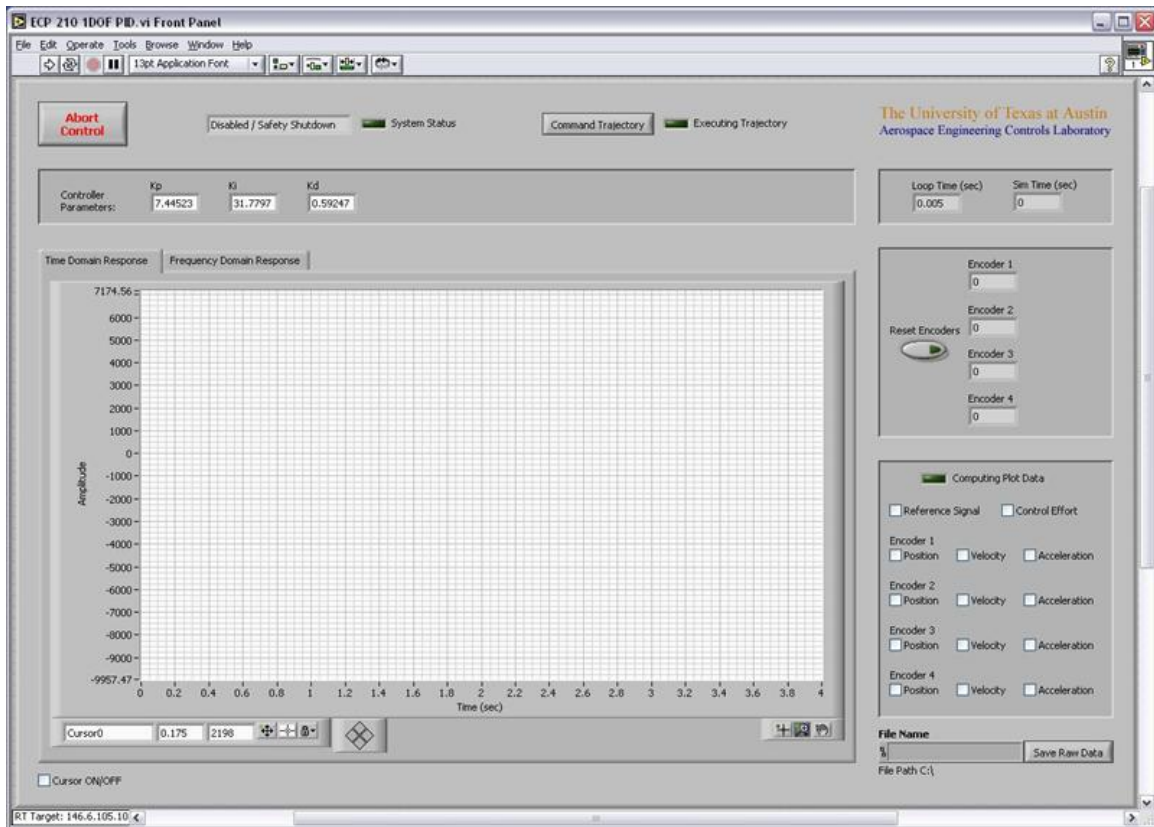 ECP 210 1DOF PID.vi Front Panel
File Edit Operate Tools Browse Window Help
13pt Application Font
1
Abort
Control
Disabled / Safety Shutdown
System Status
Command Trajectory
Executing Trajectory
The University of Texas at Austin
Aerospace Engineering Controls Laboratory
Controller
Parameters:
Kp Ki Kd
7.44523 31.7797 0.59247
Loop Time (sec) Sim Time (sec)
0.005 0
Time Domain Response Frequency Domain Response
7174.56
6000
5000
4000
3000
2000
1000
0
-1000
-2000
-3000
-4000
-5000
-6000
-7000
-8000
-9000
-9957.47
Amplitude
0 0.2 0.4 0.6 0.8 1 1.2 1.4 1.6 1.8 2 2.2 2.4 2.6 2.8 3 3.2 3.4 3.6 3.8 4
Time (sec)
Cursor0 0.175 2198
Cursor ON/OFF
Encoder 1
0
Encoder 2
0
Reset Encoders
Encoder 3
0
Encoder 4
0
Computing Plot Data
Reference Signal Control Effort
Encoder 1
Position Velocity Acceleration
Encoder 2
Position Velocity Acceleration
Encoder 3
Position Velocity Acceleration
Encoder 4
Position Velocity Acceleration
File Name
Save Raw Data
File Path C:\
RT Target: 146.6.105.10